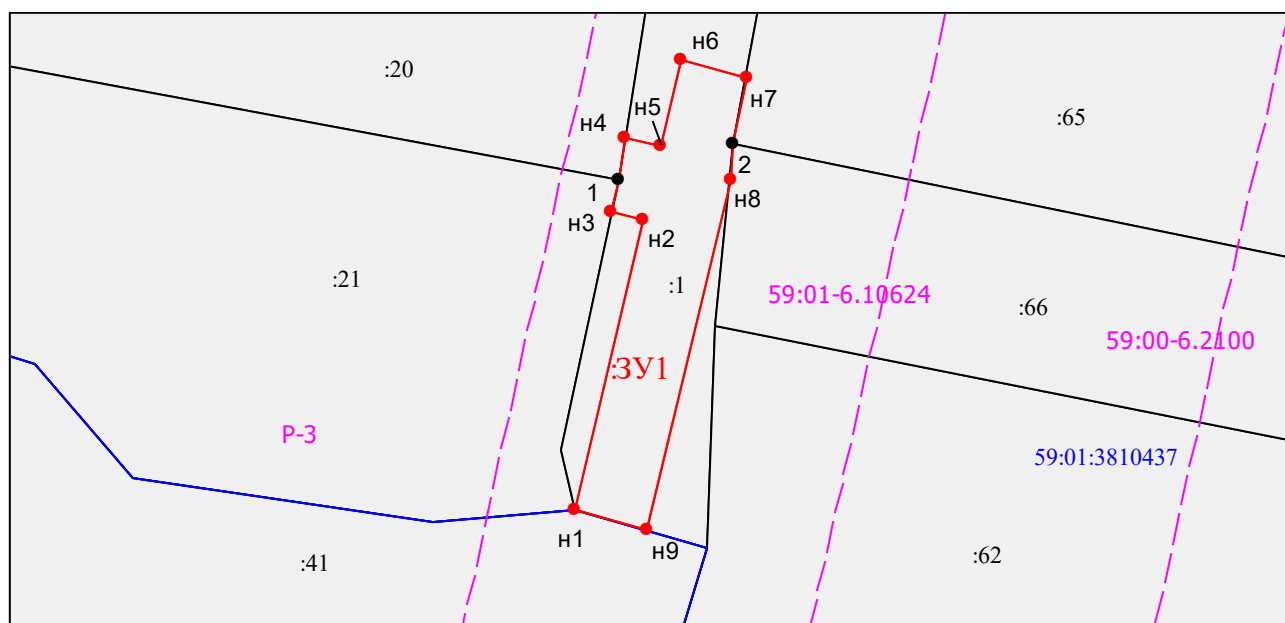 :20
н6
н7
н5
н4
:65
2
1
н8
н3
н2
:21
:1
59:01-6.10624
:66
59:00-6.2100
:ЗУ1
Р-3
59:01:3810437
н1
н9
:41
:62